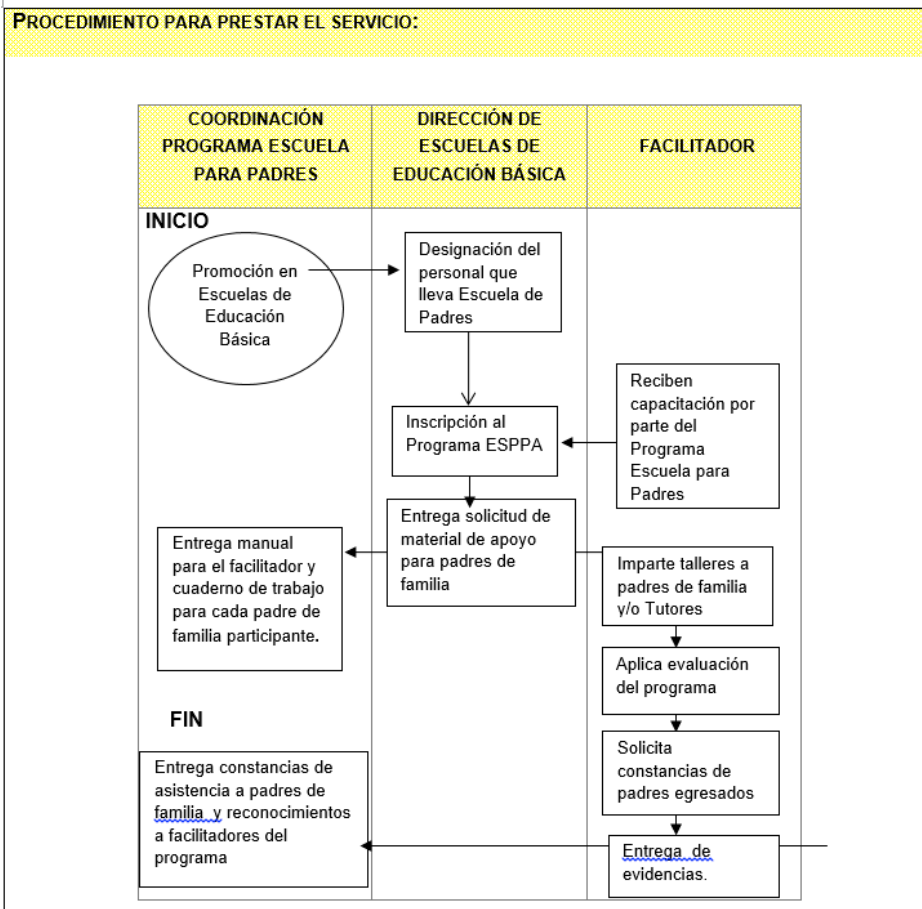 PROCEDIMIENTO PARA PRESTAR EL SERVICIO:
COORDINACIÓN
PROGRAMA ESCUELA
PARA PADRES
DIRECCIÓN DE
ESCUELAS DE
EDUCACIÓN BÁSICA
FACILITADOR
INICIO
Promoción en
Escuelas de
Educación
Básica
Designación del
personal que
lleva Escuela de
Padres
Reciben
capacitación por
parte del
Programa
Escuela para
Padres
Inscripción al
Programa ESPPA
Entrega solicitud de
material de apoyo
para padres de
familia
Entrega manual
para el facilitador y
cuaderno de trabajo
para cada padre de
familia participante.
Imparte talleres a
padres de familia
y/o Tutores
Aplica evaluación
del programa
Solicita
constancias de
padres egresados
Entrega de
evidencias.
FIN
Entrega constancias de
asistencia a padres de
familia y reconocimientos
a facilitadores del
programa